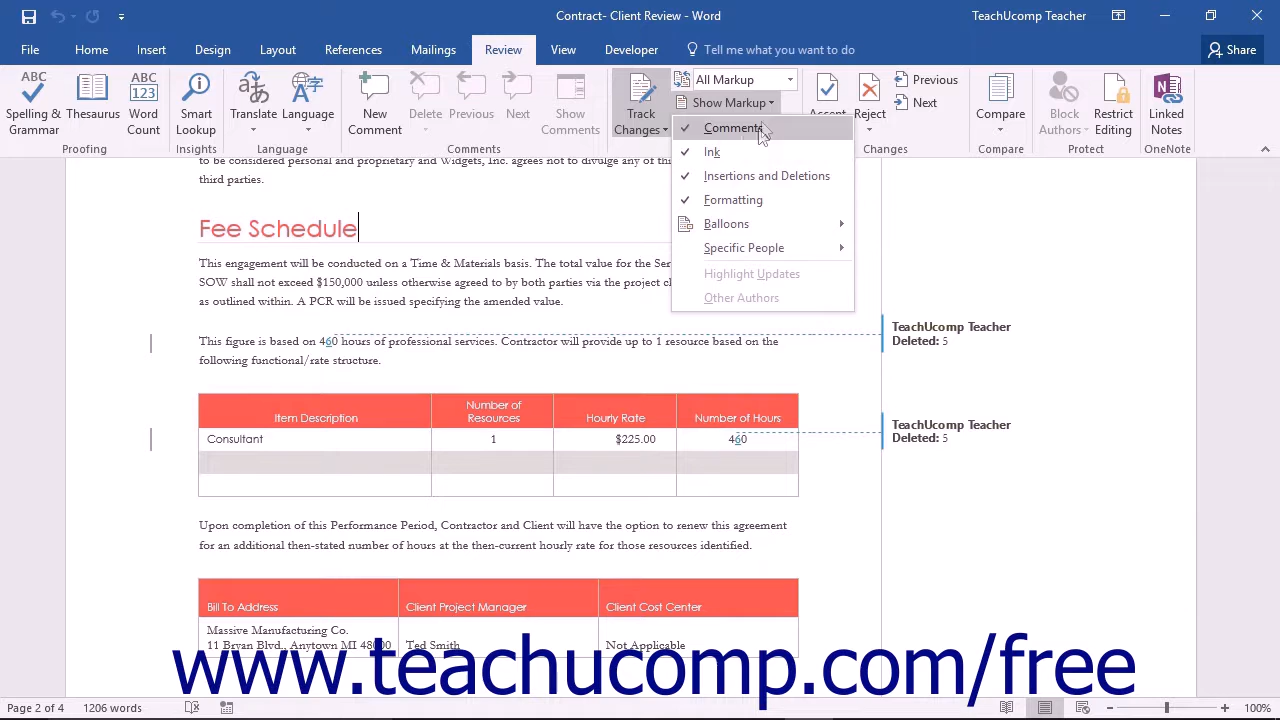 Contract- Client Review - Word
TeachUcomp Teacher
File Home Insert Design Layout References Mailings Review View Developer Tell me what you want to do Share
ABC
Spelling &
Grammar
Thesaurus
ABC
123
Word
Count
Proofing
Smart
Lookup
Insights
Translate
Language
Language
New
Comment
Delete
Previous
Next
Show
Comments
Comments
Track
Changes
All Markup
Show Markup
Accept
Reject
Previous
Next
Changes
Compare
Compare
Block
Authors
Restrict
Editing
Protect
Linked
Notes
OneNote
Comments
Ink
Insertions and Deletions
Formatting
Balloons
Specific People
Highlight Updates
Other Authors
to be considered personal and proprietary and Widgets, Inc. agrees not to divulge any of this
third parties.
Fee Schedule
This engagement will be conducted on a Time & Materials basis. The total value for the Ser
SOW shall not exceed $150,000 unless otherwise agreed to by both parties via the project c
as outlined within. A PCR will be issued specifying the amended value.
This figure is based on 460 hours of professional services. Contractor will provide up to 1 resource based on the
following functional/rate structure.
TeachUcomp Teacher
Deleted: 5
Item Description Number of Resources Hourly Rate Number of Hours
Consultant 1 $225.00 460
TeachUcomp Teacher
Deleted: 5
Upon completion of this Performance Period, Contractor and Client will have the option to renew this agreement
for an additional then-stated number of hours at the then-current hourly rate for those resources identified.
Bill To Address Client Project Manager Client Cost Center
Massive Manufacturing Co.
11 Bryan Blvd., Anytown MI 48000 Ted Smith Not Applicable
www.teachucomp.com/free
Page 2 of 4 1206 words 100%